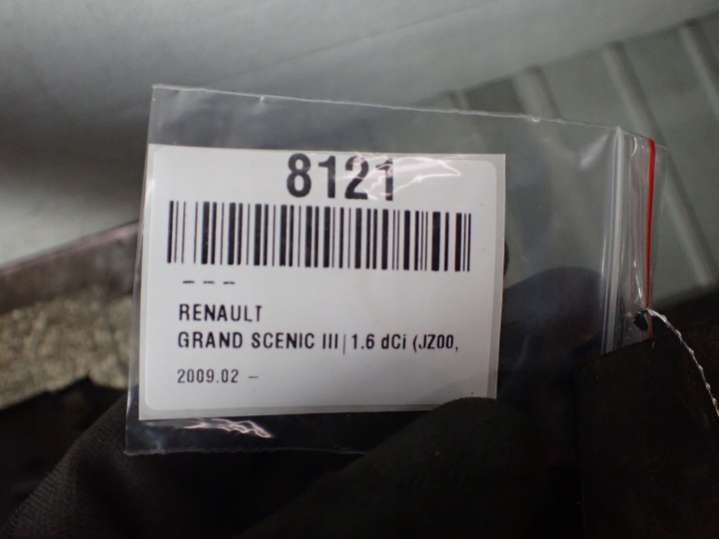 8121
- - -
RENAULT
GRAND SCENIC III | 1.6 dCi (JZ00,
2009.02 -